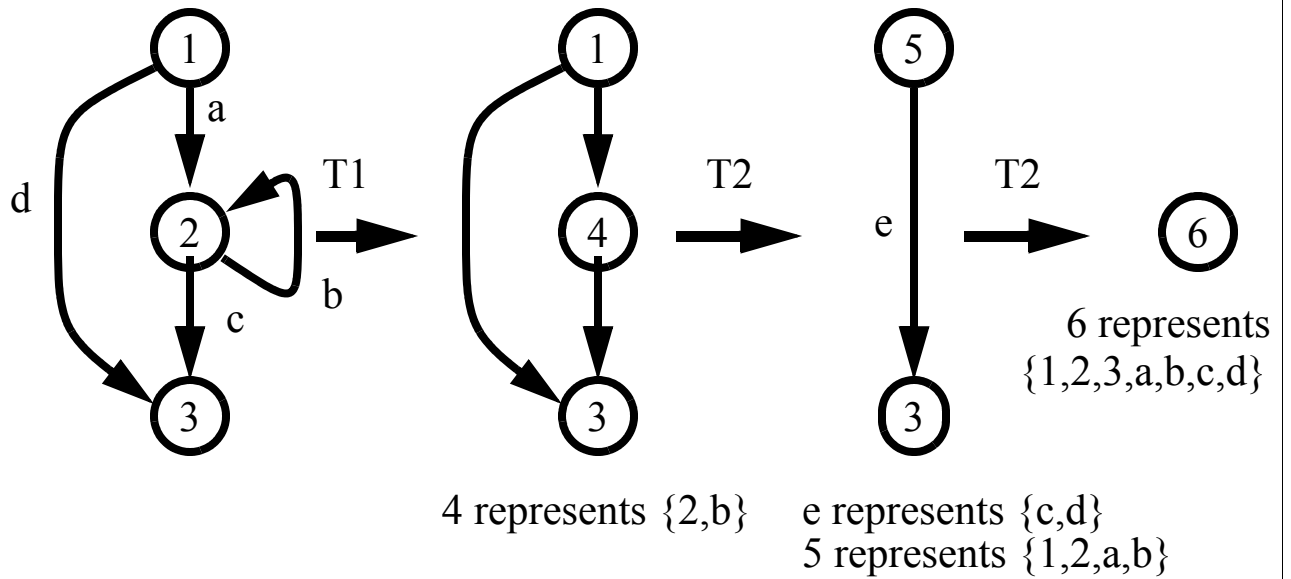 1
a
d
2
b
c
3
T1
1
4
3
4 represents {2,b}
T2
5
e
3
e represents {c,d}
5 represents {1,2,a,b}
T2
6
6 represents
{1,2,3,a,b,c,d}